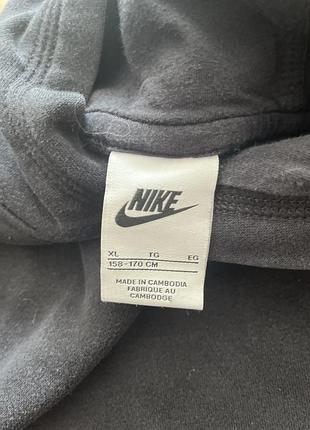 NIKE
XL TG EG
158-170 CM
MADE IN CAMBODIA
FABRIQUE AU
CAMBODGE